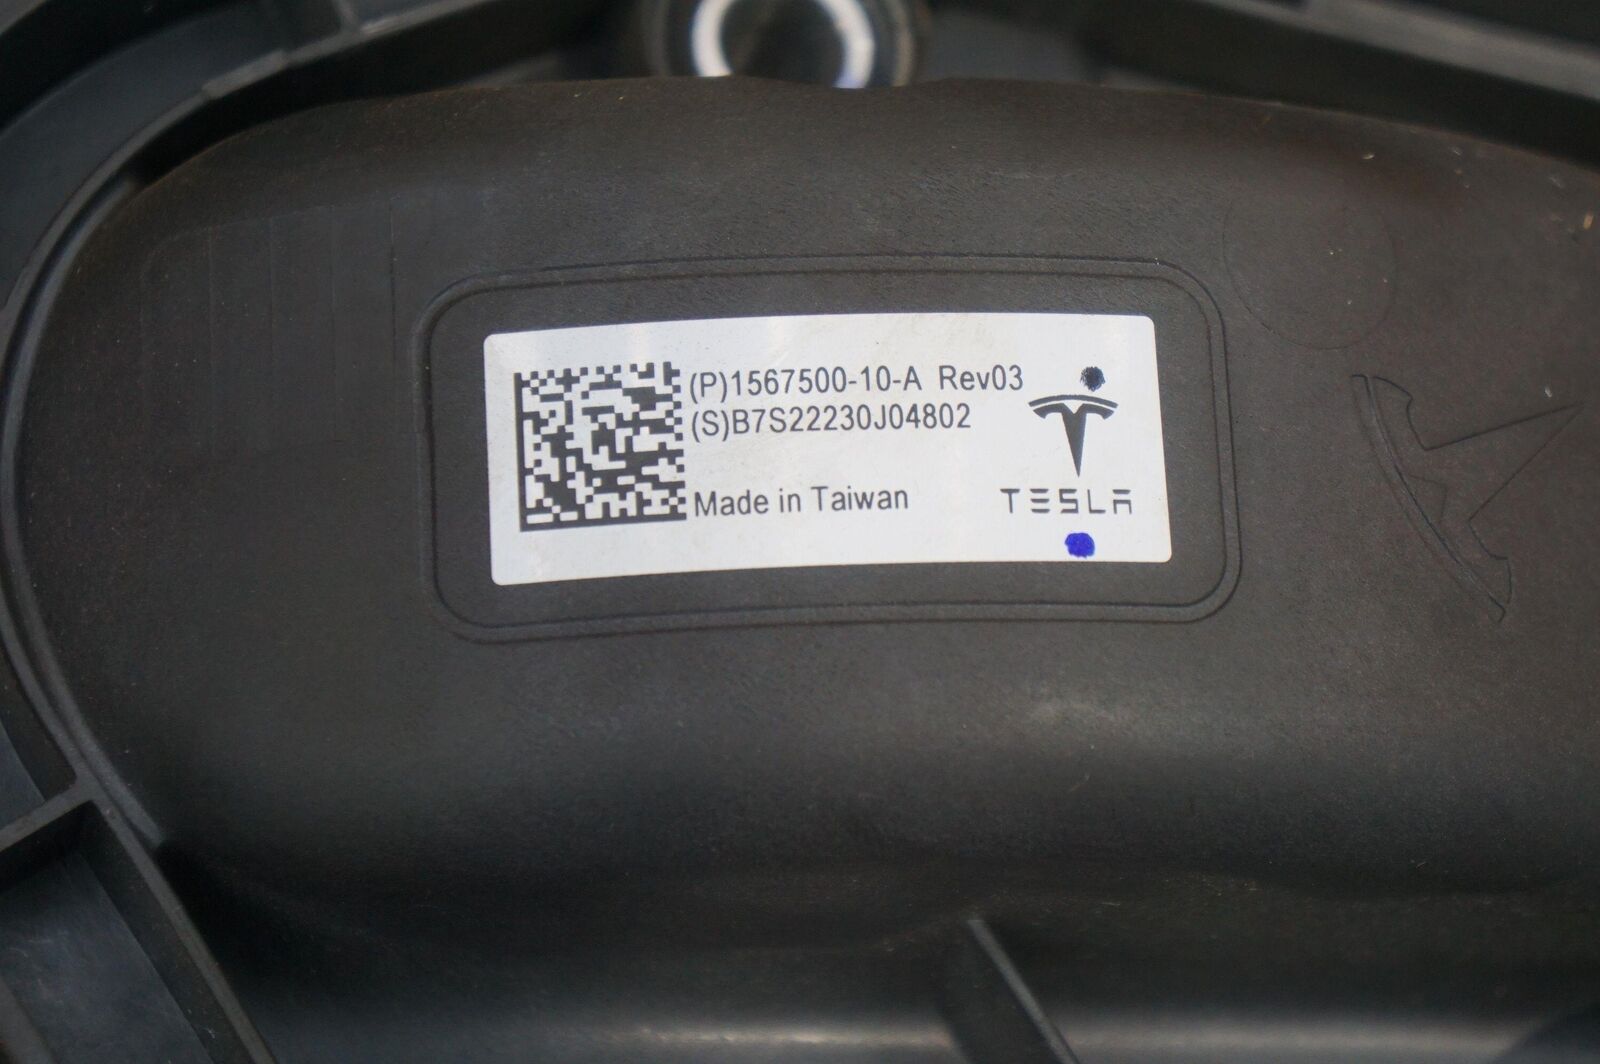 (P)1567500-10-A Rev03
(S)B7S22230J04802
Made in Taiwan
TESLA